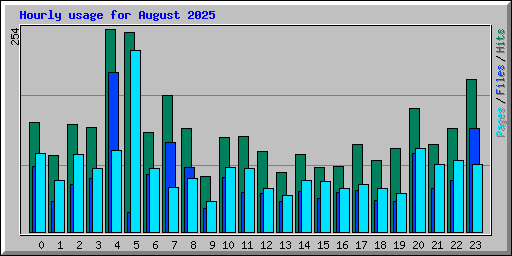 Hourly usage for August 2025
254
Pages / Files / Hits
0 1 2 3 4 5 6 7 8 9 10 11 12 13 14 15 16 17 18 19 20 21 22 23